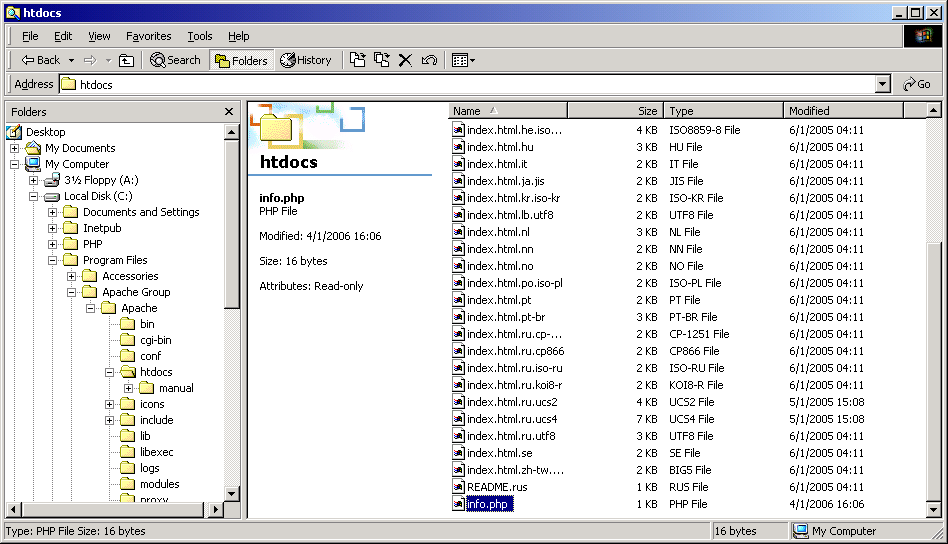 htdocs
File Edit View Favorites Tools Help
Back Search Folders History
Address htdocs Go
Folders
Desktop
My Documents
My Computer
3½ Floppy (A:)
Local Disk (C:)
Documents and Settings
Inetpub
PHP
Program Files
Accessories
Apache Group
Apache
bin
cgi-bin
conf
htdocs
manual
icons
include
lib
libexec
logs
modules
proxy
htdocs
info.php
PHP File
Modified: 4/1/2006 16:06
Size: 16 bytes
Attributes: Read-only
Name Size Type Modified
index.html.he.iso... 4 KB ISO8859-8 File 6/1/2005 04:11
index.html.hu 3 KB HU File 6/1/2005 04:11
index.html.it 2 KB IT File 6/1/2005 04:11
index.html.ja.jis 2 KB JIS File 6/1/2005 04:11
index.html.kr.iso-kr 2 KB ISO-KR File 6/1/2005 04:11
index.html.lb.utf8 2 KB UTF8 File 6/1/2005 04:11
index.html.nl 3 KB NL File 6/1/2005 04:11
index.html.nn 2 KB NN File 6/1/2005 04:11
index.html.no 2 KB NO File 6/1/2005 04:11
index.html.po.iso-pl 2 KB ISO-PL File 6/1/2005 04:11
index.html.pt 2 KB PT File 6/1/2005 04:11
index.html.pt-br 3 KB PT-BR File 6/1/2005 04:11
index.html.ru.cp-... 2 KB CP-1251 File 6/1/2005 04:11
index.html.ru.cp866 2 KB CP866 File 6/1/2005 04:11
index.html.ru.iso-ru 2 KB ISO-RU File 6/1/2005 04:11
index.html.ru.koi8-r 2 KB KOI8-R File 6/1/2005 04:11
index.html.ru.ucs2 4 KB UCS2 File 5/1/2005 15:08
index.html.ru.ucs4 7 KB UCS4 File 5/1/2005 15:08
index.html.ru.utf8 3 KB UTF8 File 6/1/2005 04:11
index.html.se 2 KB SE File 6/1/2005 04:11
index.html.zh-tw.... 2 KB BIG5 File 6/1/2005 04:11
README.rus 1 KB RUS File 6/1/2005 04:11
info.php 1 KB PHP File 4/1/2006 16:06
Type: PHP File Size: 16 bytes 16 bytes My Computer